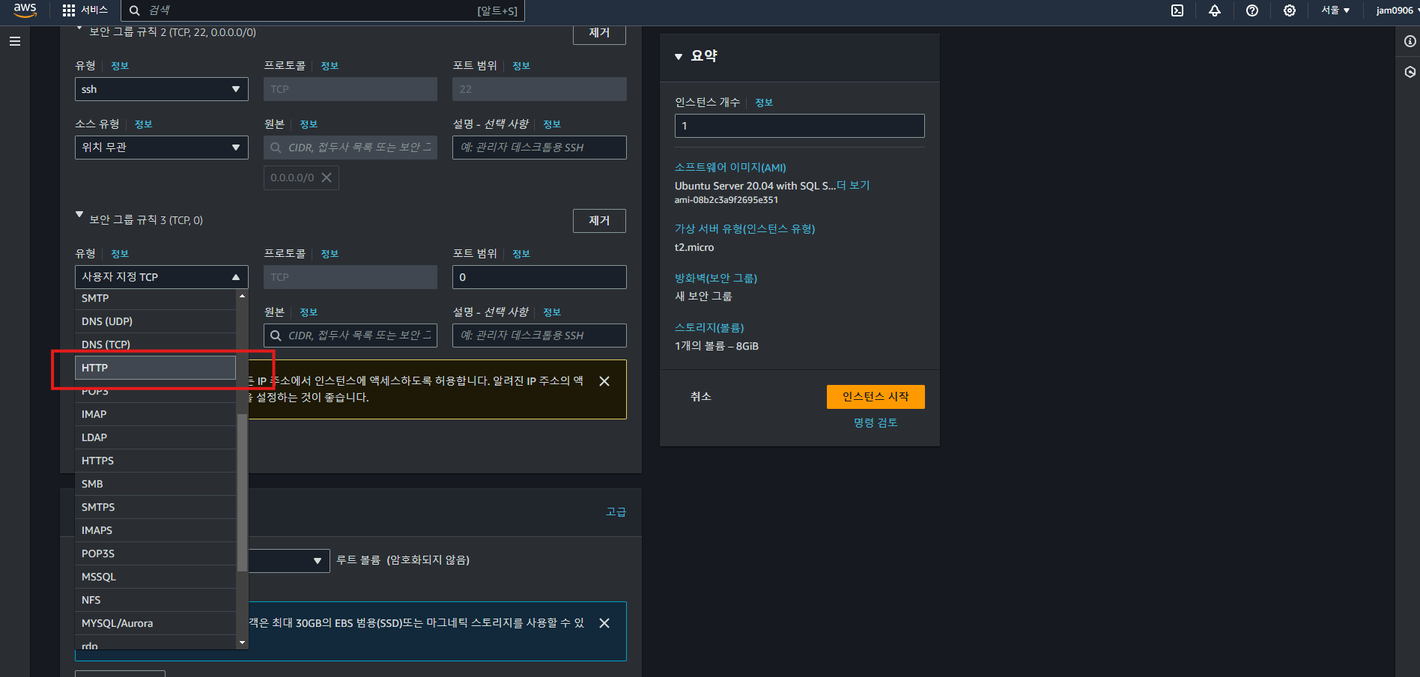 aws
서비스
검색
[알트+S]
서울
jam0906
보안 그룹 규칙 2 (TCP, 22, 0.0.0.0/0)
제거
유형 정보
프로토콜 정보
포트 범위 정보
ssh
TCP
22
소스 유형 정보
원본 정보
설명 - 선택 사항 정보
위치 무관
CIDR, 접두사 목록 또는 보안 그
예: 관리자 데스크톱용 SSH
0.0.0.0/0
보안 그룹 규칙 3 (TCP, 0)
제거
유형 정보
프로토콜 정보
포트 범위 정보
사용자 지정 TCP
TCP
0
원본 정보
설명 - 선택 사항 정보
CIDR, 접두사 목록 또는 보안 그
예: 관리자 데스크톱용 SSH
SMTP
DNS (UDP)
DNS (TCP)
HTTP
POP3
IMAP
LDAP
HTTPS
SMB
SMTPS
IMAPS
POP3S
MSSQL
NFS
MYSQL/Aurora
rdp
IP 주소에서 인스턴스에 액세스하도록 허용합니다. 알려진 IP 주소의 액
설정하는 것이 좋습니다.
고급
루트 볼륨 (암호화되지 않음)
객은 최대 30GB의 EBS 범용(SSD)또는 마그네틱 스토리지를 사용할 수 있
요약
인스턴스 개수 정보
1
소프트웨어 이미지(AMI)
Ubuntu Server 20.04 with SQL S...더 보기
ami-08b2c3a9f2695e351
가상 서버 유형(인스턴스 유형)
t2.micro
방화벽(보안 그룹)
새 보안 그룹
스토리지(볼륨)
1개의 볼륨 – 8GiB
취소
인스턴스 시작
명령 검토